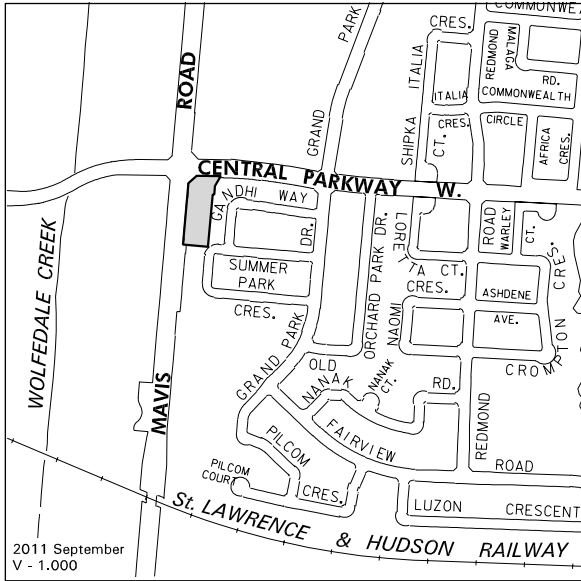 COMMONWEA
CRES.
PARK
ITALIA
REDMOND
MALAGA
RD.
ROAD
ITALIA
COMMONWEALTH
GRAND
SHIPKA
CT.
CRES.
CIRCLE
AFRICA
CRES.
CENTRAL PARKWAY W.
GANDHI WAY
DR.
ORCHARD PARK DR.
LORETTA CT.
ROAD
WARLEY
CT.
SUMMER
PARK
CRES.
CRES.
NAOMI
ASHDENE
AVE.
CROMPTON CRES.
WOLFEDALE CREEK
GRAND PARK
OLD
NANAK
NANAK
CT.
RD.
CROMPTON
MAVIS
REDMOND
FAIRVIEW
ROAD
PILCOM
PILCOM
COURT
CRES.
LUZON CRESCENT
St. LAWRENCE & HUDSON RAILWAY
2011 September
V - 1.000